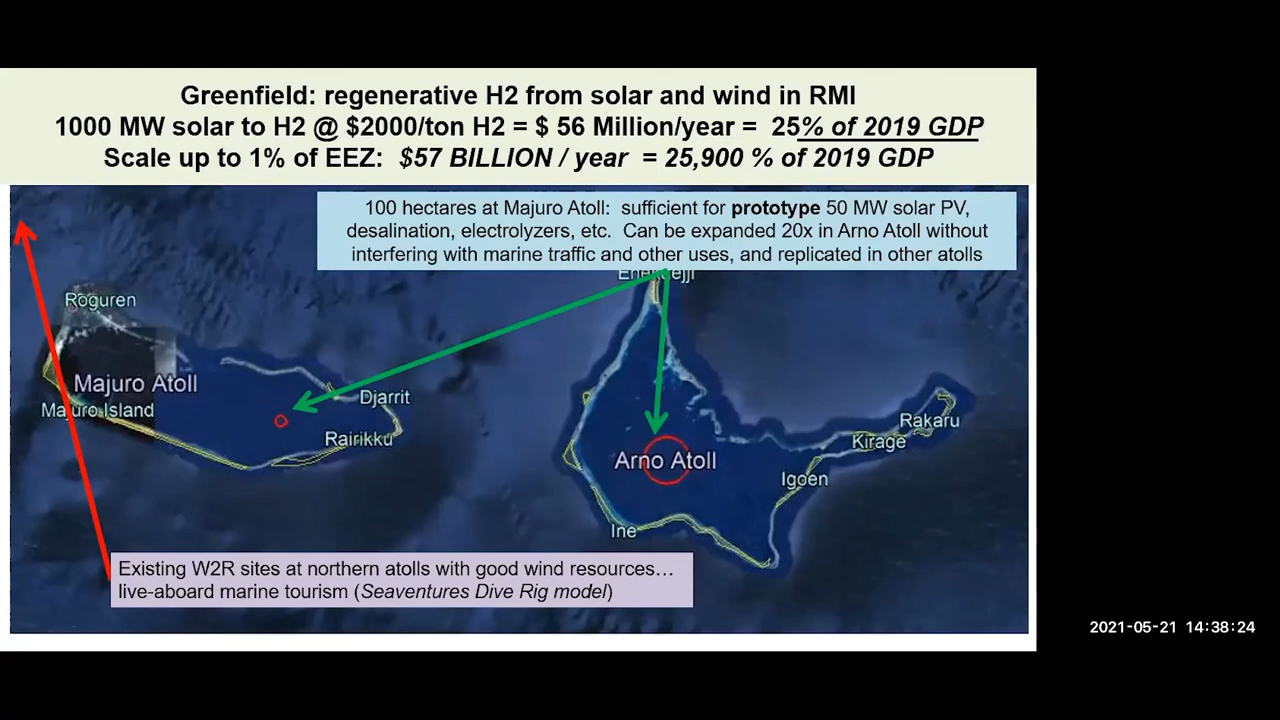 Greenfield: regenerative H2 from solar and wind in RMI
1000 MW solar to H2 @ $2000/ton H2 = $ 56 Million/year = 25% of 2019 GDP
Scale up to 1% of EEZ: $57 BILLION / year = 25,900 % of 2019 GDP
100 hectares at Majuro Atoll: sufficient for prototype 50 MW solar PV,
desalination, electrolyzers, etc. Can be expanded 20x in Arno Atoll without
interfering with marine traffic and other uses, and replicated in other atolls
Roguren
Majuro Atoll
Majuro Island
Djarrit
Rairikku
Arno Atoll
Rakaru
Kirage
Igoen
Ine
Existing W2R sites at northern atolls with good wind resources…
live-aboard marine tourism (Seaventures Dive Rig model)
2021-05-21 14:38:24